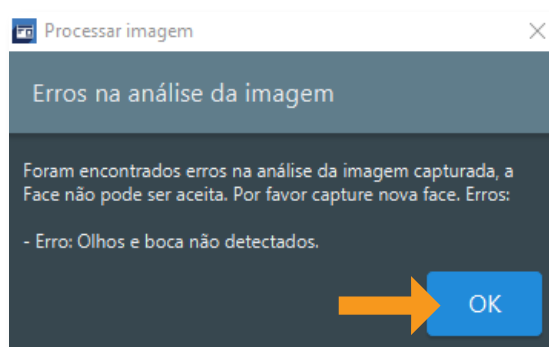 Processar imagem
Erros na análise da imagem
Foram encontrados erros na análise da imagem capturada, a
Face não pode ser aceita. Por favor capture nova face. Erros:
- Erro: Olhos e boca não detectados.
OK